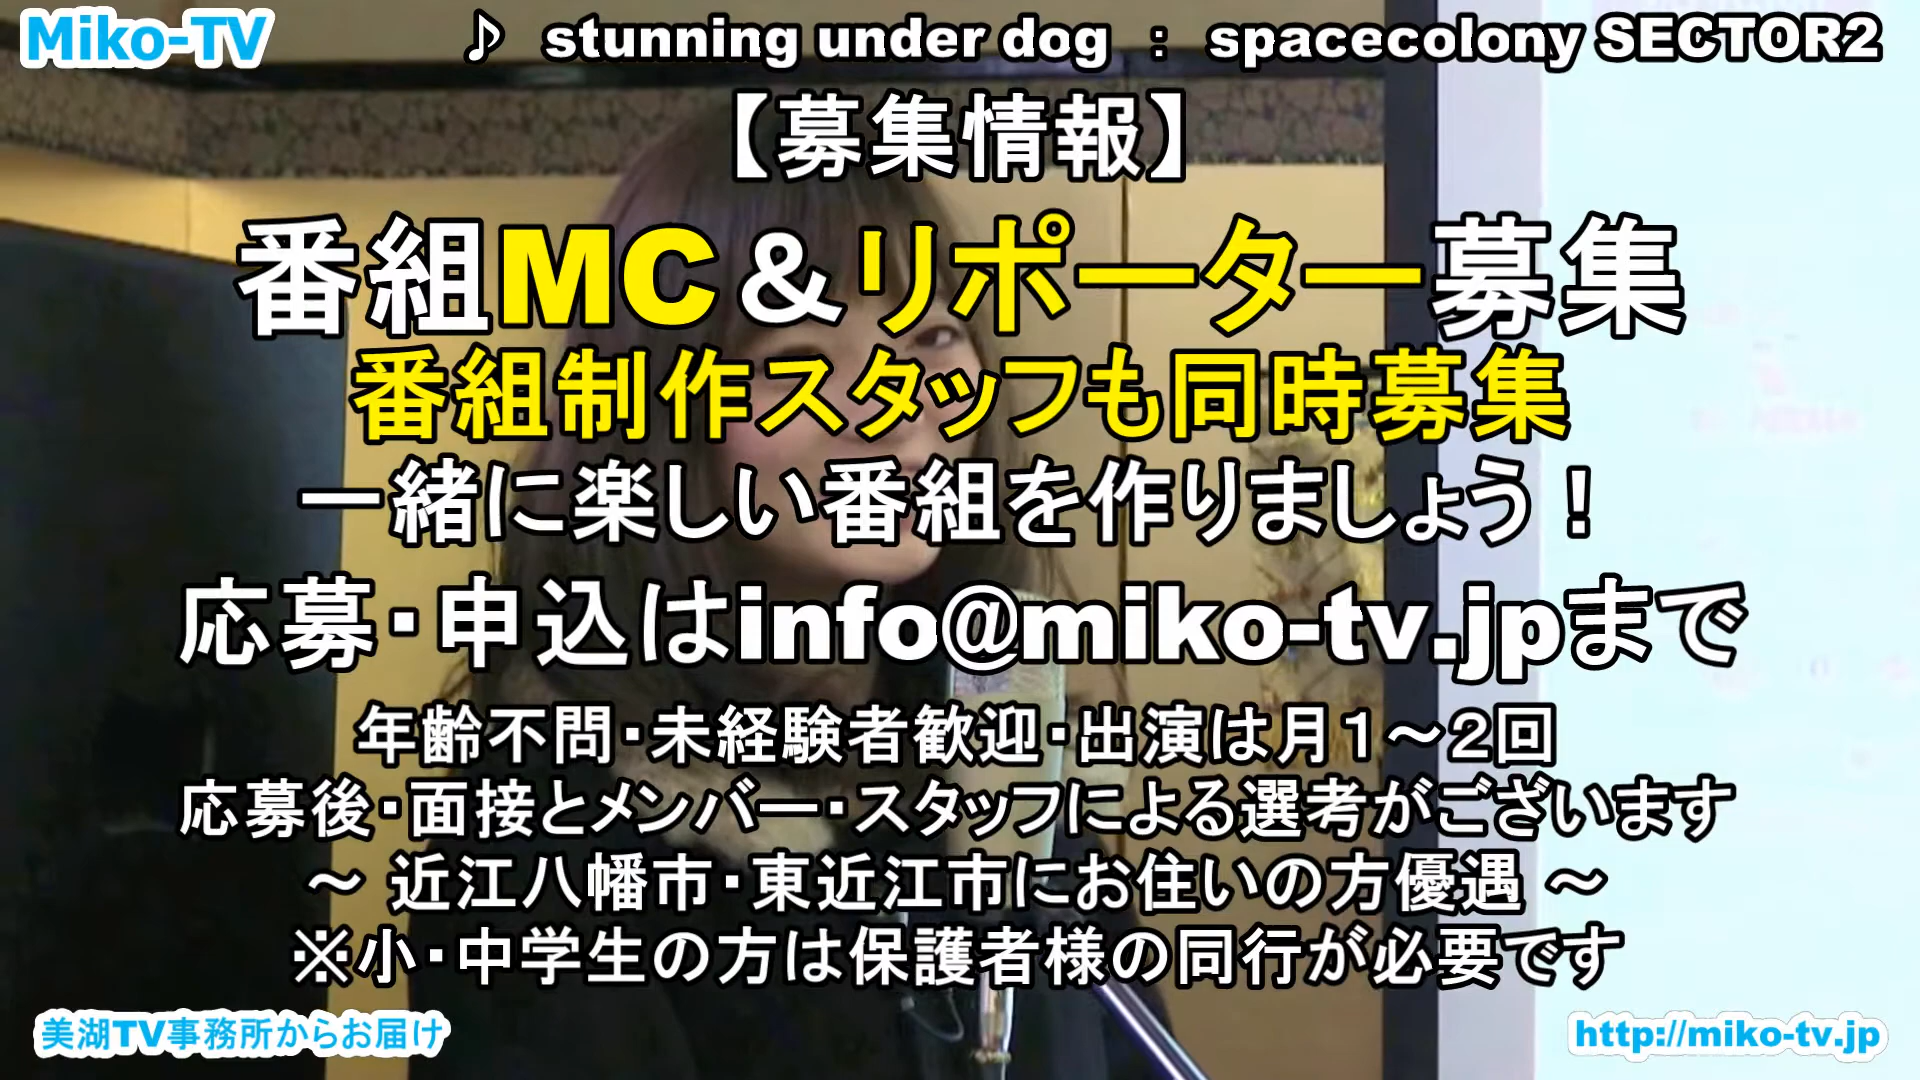 Miko-TV
♪ stunning under dog : spacecolony SECTOR2
【募集情報】
番組MC＆リポーター募集
番組制作スタッフも同時募集
一緒に楽しい番組を作りましょう！
応募・申込はinfo@miko-tv.jpまで
年齢不問・未経験者歓迎・出演は月１～２回
応募後・面接とメンバー・スタッフによる選考がございます
～ 近江八幡市・東近江市にお住いの方優遇 ～
※小・中学生の方は保護者様の同行が必要です
美湖TV事務所からお届け
http://miko-tv.jp